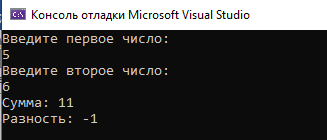 Консоль отладки Microsoft Visual Studio
Введите первое число:
5
Введите второе число:
6
Сумма: 11
Разность: -1